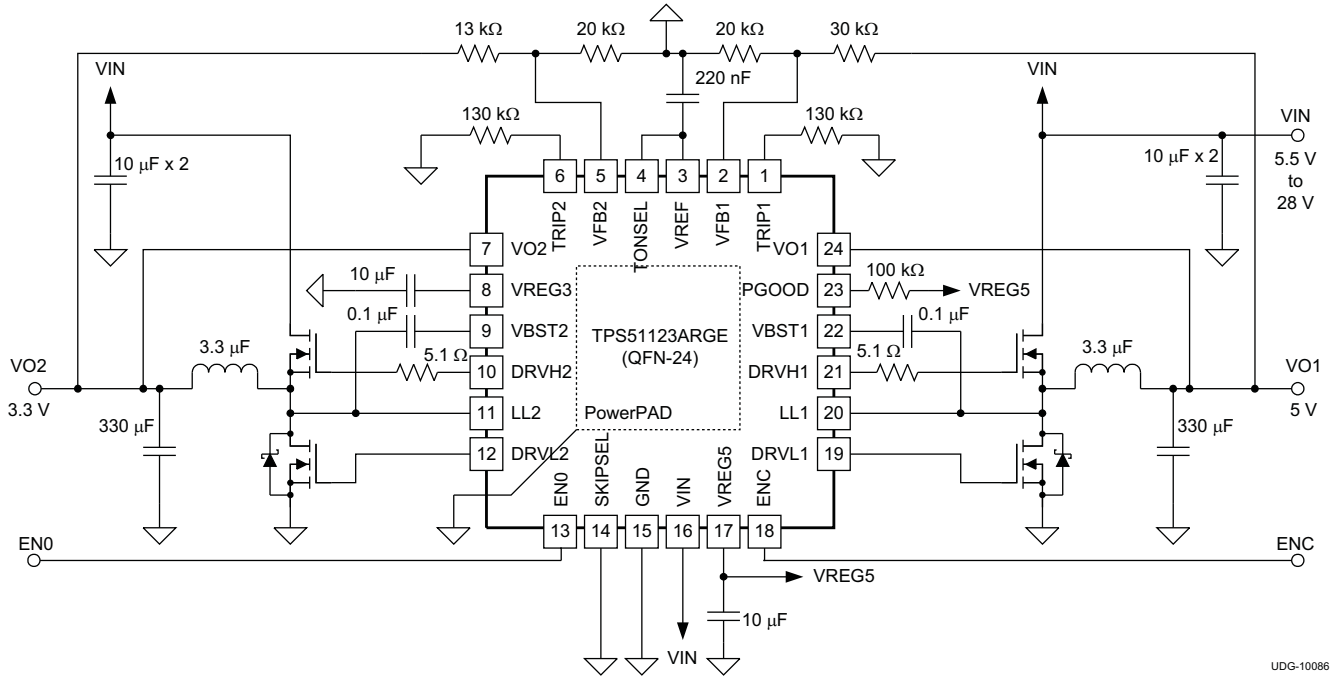 13 kΩ
20 kΩ
20 kΩ
30 kΩ
VIN
220 nF
VIN
130 kΩ
130 kΩ
VIN
10 μF x 2
10 μF x 2
5.5 V
to
28 V
6
5
4
3
2
1
TRIP2
VFB2
TONSEL
VREF
VFB1
TRIP1
7
VO2
VO1
24
10 μF
8
VREG3
PGOOD
23
100 kΩ
VREG5
0.1 μF
9
VBST2
VBST1
22
0.1 μF
TPS51123ARGE
(QFN-24)
VO2
3.3 μF
5.1 Ω
10
DRVH2
DRVH1
21
5.1 Ω
3.3 μF
VO1
3.3 V
5 V
11
LL2
PowerPAD
LL1
20
330 μF
330 μF
12
DRVL2
DRVL1
19
EN0
SKIPSEL
GND
VIN
VREG5
ENC
13
14
15
16
17
18
EN0
ENC
VREG5
10 μF
VIN
UDG-10086